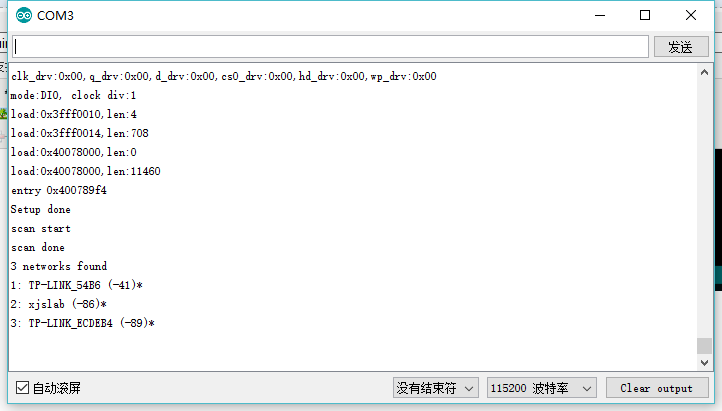 COM3
发送
clk_drv:0x00,q_drv:0x00,d_drv:0x00,cs0_drv:0x00,hd_drv:0x00,wp_drv:0x00
mode:DIO, clock div:1
load:0x3fff0010,len:4
load:0x3fff0014,len:708
load:0x40078000,len:0
load:0x40078000,len:11460
entry 0x400789f4
Setup done
scan start
scan done
3 networks found
1: TP-LINK_54B6 (-41)*
2: xjslab (-86)*
3: TP-LINK_ECDEB4 (-89)*
自动滚屏
没有结束符
115200 波特率
Clear output